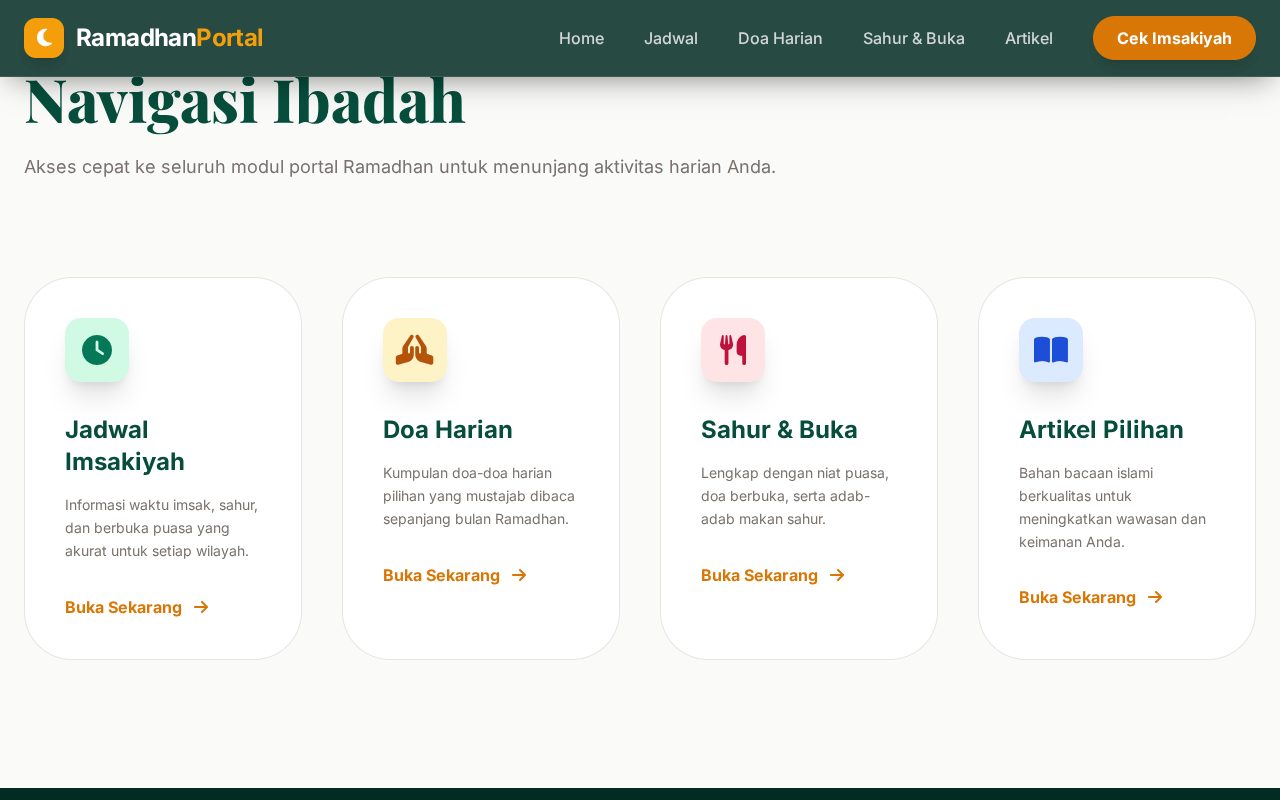 RamadhanPortal
Home
Jadwal
Doa Harian
Sahur & Buka
Artikel
Cek Imsakiyah
Navigasi Ibadah
Akses cepat ke seluruh modul portal Ramadhan untuk menunjang aktivitas harian Anda.
Jadwal
Imsakiyah
Informasi waktu imsak, sahur,
dan berbuka puasa yang
akurat untuk setiap wilayah.
Buka Sekarang
Doa Harian
Kumpulan doa-doa harian
pilihan yang mustajab dibaca
sepanjang bulan Ramadhan.
Buka Sekarang
Sahur & Buka
Lengkap dengan niat puasa,
doa berbuka, serta adab-
adab makan sahur.
Buka Sekarang
Artikel Pilihan
Bahan bacaan islami
berkualitas untuk
meningkatkan wawasan dan
keimanan Anda.
Buka Sekarang